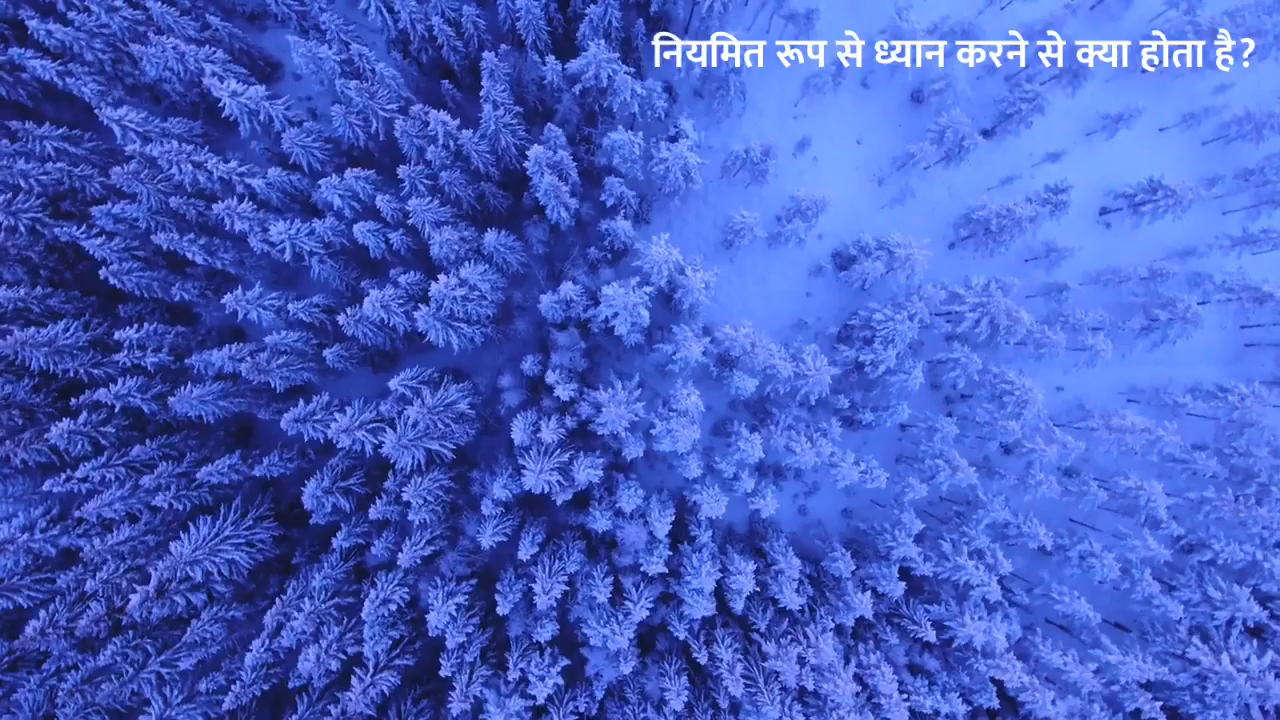 नियमित रूप से ध्यान करने से क्या होता है?